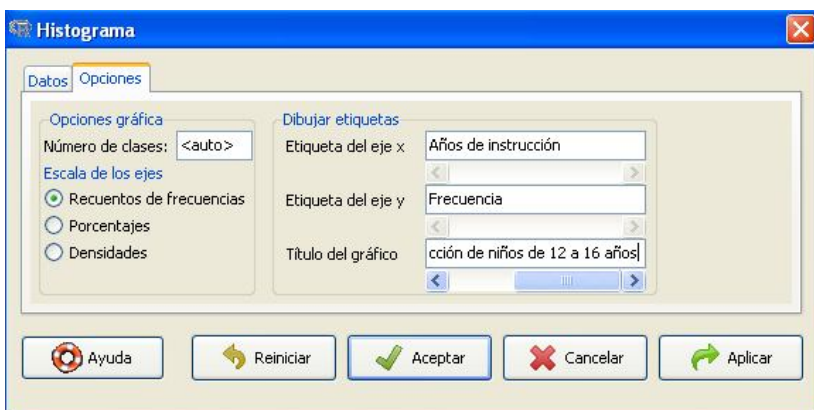 Histograma
Datos Opciones
Opciones gráfica
Número de clases: <auto>
Escala de los ejes
Recuentos de frecuencias
Porcentajes
Densidades
Dibujar etiquetas
Etiqueta del eje x Años de instrucción
Etiqueta del eje y Frecuencia
Título del gráfico cción de niños de 12 a 16 años
Ayuda Reiniciar Aceptar Cancelar Aplicar